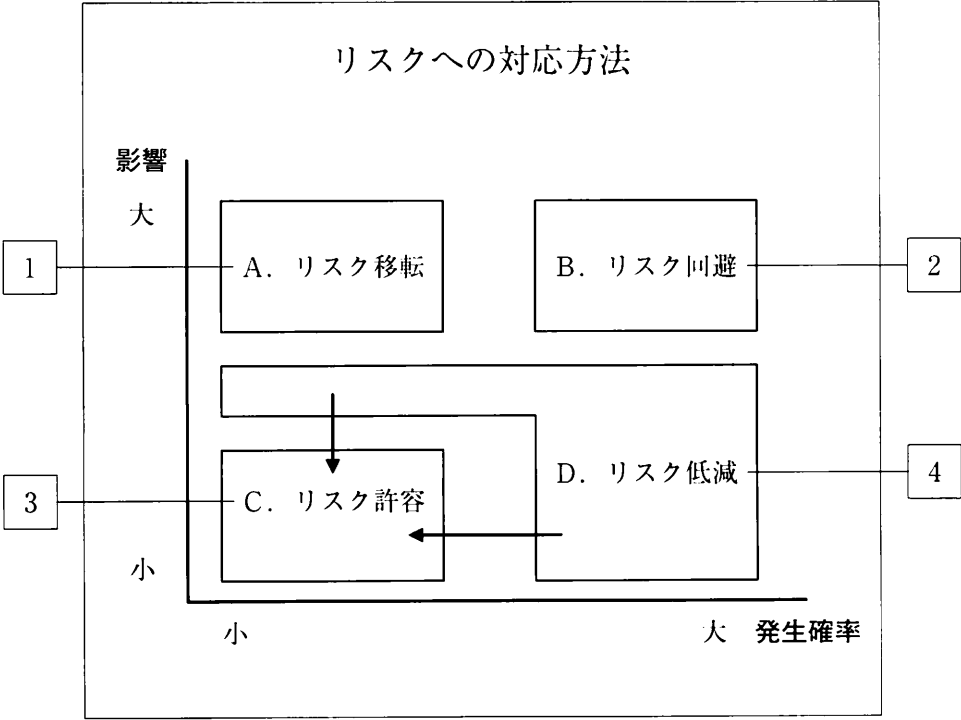 リスクへの対応方法
影響
大
1
A. リスク移転
B. リスク回避
2
3
C. リスク許容
D. リスク低減
4
小
小
大
発生確率